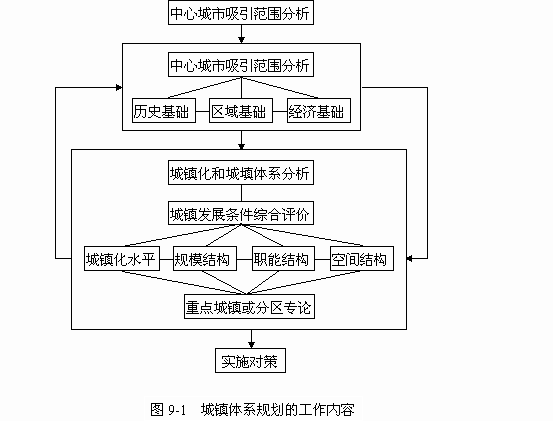 中心城市吸引范围分析
中心城市吸引范围分析
历史基础 区域基础 经济基础
城镇化和城填体系分析
城镇发展条件综合评价
城镇化水平 规模结构 职能结构 空间结构
重点城镇或分区专论
实施对策
图 9-1 城镇体系规划的工作内容